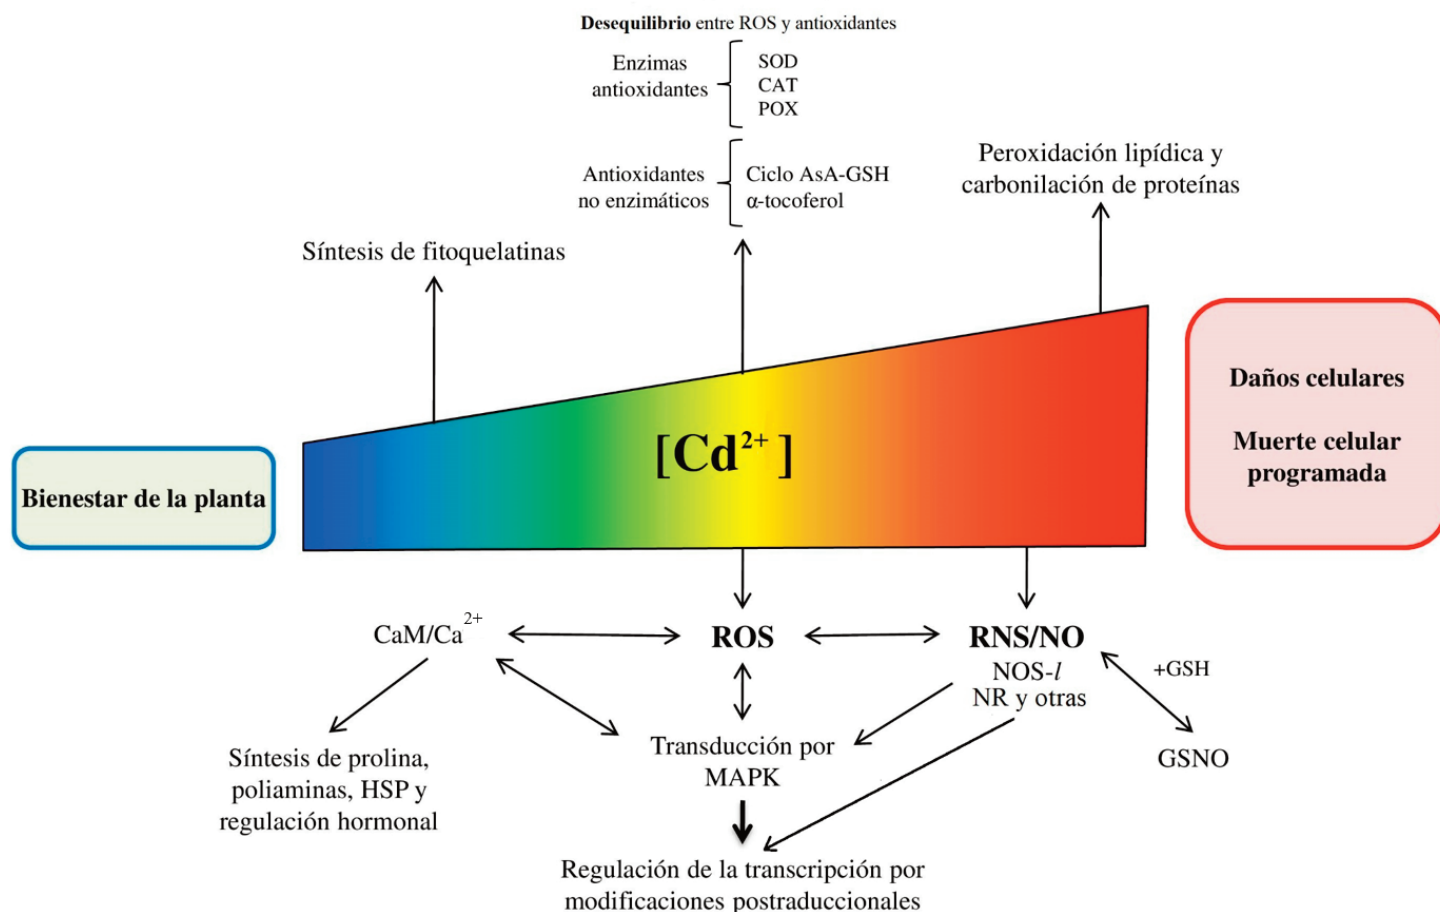 Desequilibrio entre ROS y antioxidantes
Enzimas
antioxidantes
SOD
CAT
POX
Antioxidantes
no enzimáticos
Ciclo AsA-GSH
α-tocoferol
Peroxidación lipídica y
carbonilación de proteínas
Síntesis de fitoquelatinas
[Cd²⁺]
Bienestar de la planta
Daños celulares
Muerte celular
programada
CaM/Ca²⁺
ROS
RNS/NO
NOS-l
NR y otras
+GSH
GSNO
Síntesis de prolina,
poliaminas, HSP y
regulación hormonal
Transducción por
MAPK
Regulación de la transcripción por
modificaciones postraduccionales